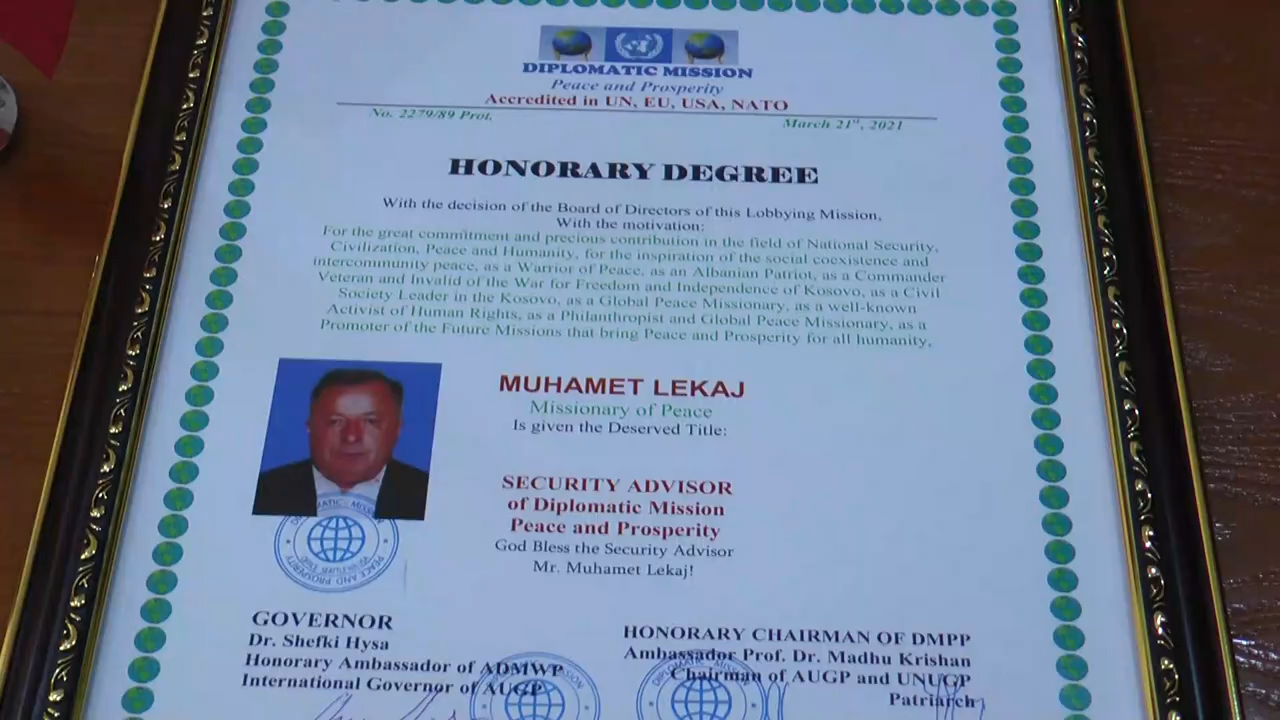 DIPLOMATIC MISSION
Peace and Prosperity
Accredited in UN, EU, USA, NATO
No. 2279/89 Prot.
March 21st, 2021
HONORARY DEGREE
With the decision of the Board of Directors of this Lobbying Mission,
With the motivation:
For the great commitment and precious contribution in the field of National Security,
Civilization, Peace and Humanity, for the inspiration of the social coexistence and
intercommunity peace, as a Warrior of Peace, as an Albanian Patriot, as a Commander
Veteran and Invalid of the War for Freedom and Independence of Kosovo, as a Civil
Society Leader in the Kosovo, as a Global Peace Missionary, as a well-known
Activist of Human Rights, as a Philanthropist and Global Peace Missionary, as a
Promoter of the Future Missions that bring Peace and Prosperity for all humanity,
MUHAMET LEKAJ
Missionary of Peace
Is given the Deserved Title:
SECURITY ADVISOR
of Diplomatic Mission
Peace and Prosperity
God Bless the Security Advisor
Mr. Muhamet Lekaj!
DIPLOMATIC - MISSION
PEACE AND PROSPERITY
GOVERNOR
Dr. Shefki Hysa
Honorary Ambassador of ADMWP
International Governor of AUGP
HONORARY CHAIRMAN OF DMPP
Ambassador Prof. Dr. Madhu Krishan
Chairman of AUGP and UNUGP
Patriarch
DIPLOMATIC MISSION